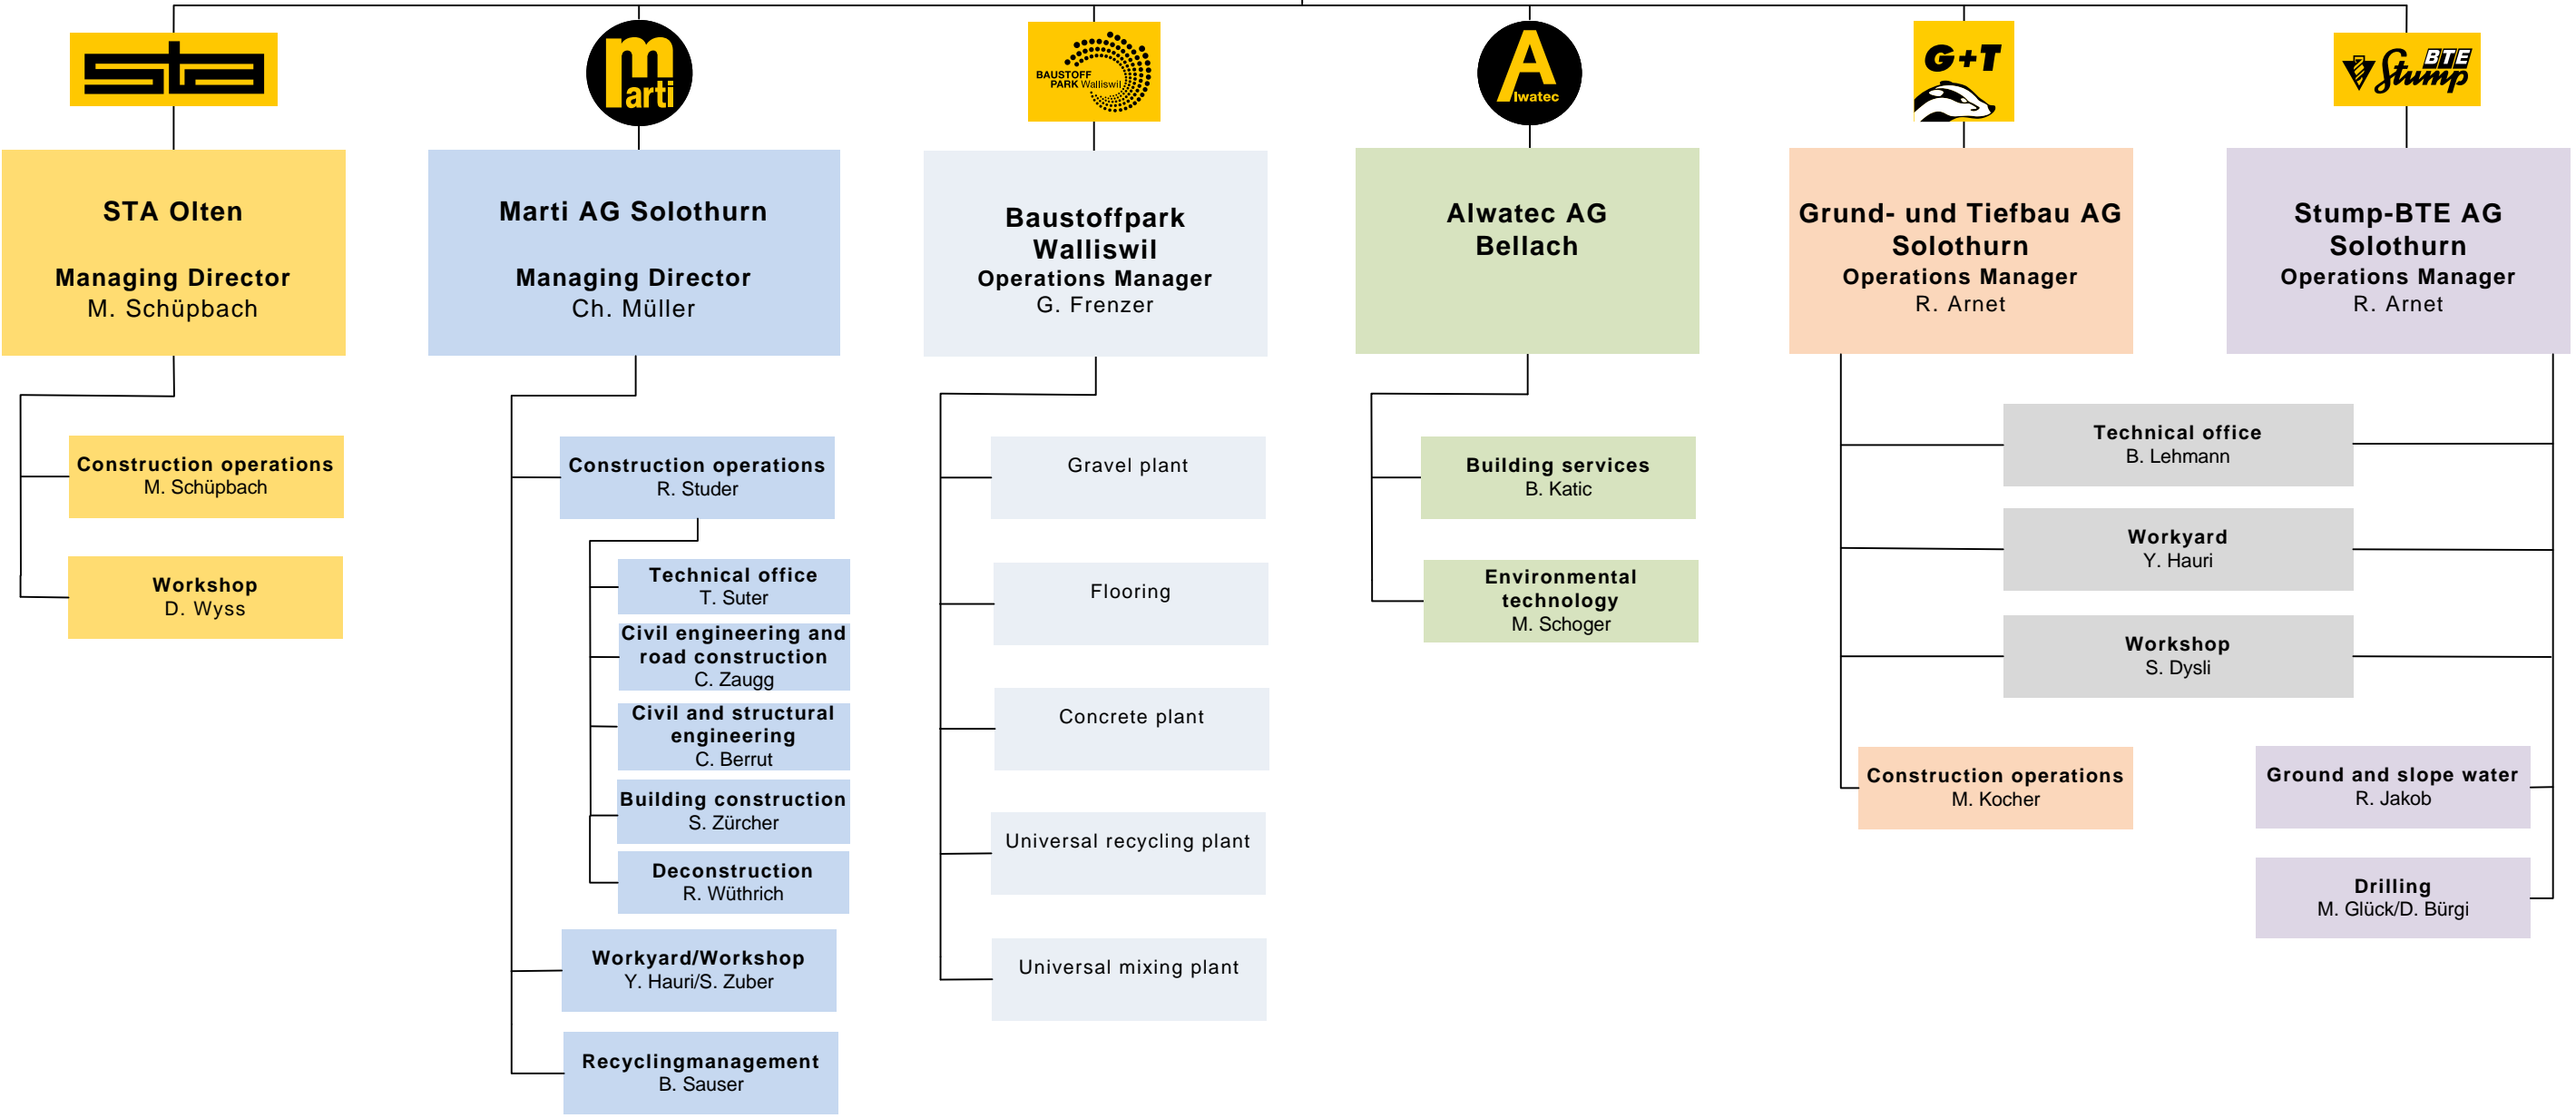 sta
marti
BAUSTOFF
PARK Walliswil
Alwatec
G+T
BTE
Stump
STA Olten
Managing Director
M. Schüpbach
Construction operations
M. Schüpbach
Workshop
D. Wyss
Marti AG Solothurn
Managing Director
Ch. Müller
Construction operations
R. Studer
Technical office
T. Suter
Civil engineering and
road construction
C. Zaugg
Civil and structural
engineering
C. Berrut
Building construction
S. Zürcher
Deconstruction
R. Wüthrich
Workyard/Workshop
Y. Hauri/S. Zuber
Recyclingmanagement
B. Sauser
Baustoffpark
Walliswil
Operations Manager
G. Frenzer
Gravel plant
Flooring
Concrete plant
Universal recycling plant
Universal mixing plant
Alwatec AG
Bellach
Building services
B. Katic
Environmental
technology
M. Schoger
Grund- und Tiefbau AG
Solothurn
Operations Manager
R. Arnet
Stump-BTE AG
Solothurn
Operations Manager
R. Arnet
Technical office
B. Lehmann
Workyard
Y. Hauri
Workshop
S. Dysli
Construction operations
M. Kocher
Ground and slope water
R. Jakob
Drilling
M. Glück/D. Bürgi